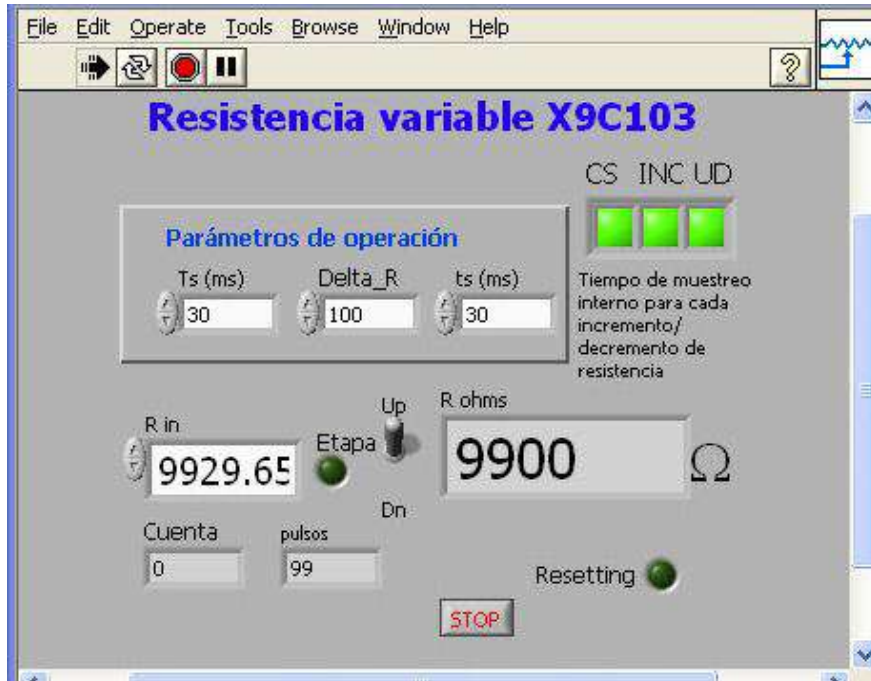 File Edit Operate Tools Browse Window Help
?
Resistencia variable X9C103
CS INC UD
Parámetros de operación
Ts (ms) Delta_R ts (ms)
30 100 30
Tiempo de muestreo
interno para cada
incremento/
decremento de
resistencia
Up
R ohms
R in
Etapa
9929.65
9900 Ω
Dn
Cuenta pulsos
0 99
Resetting
STOP